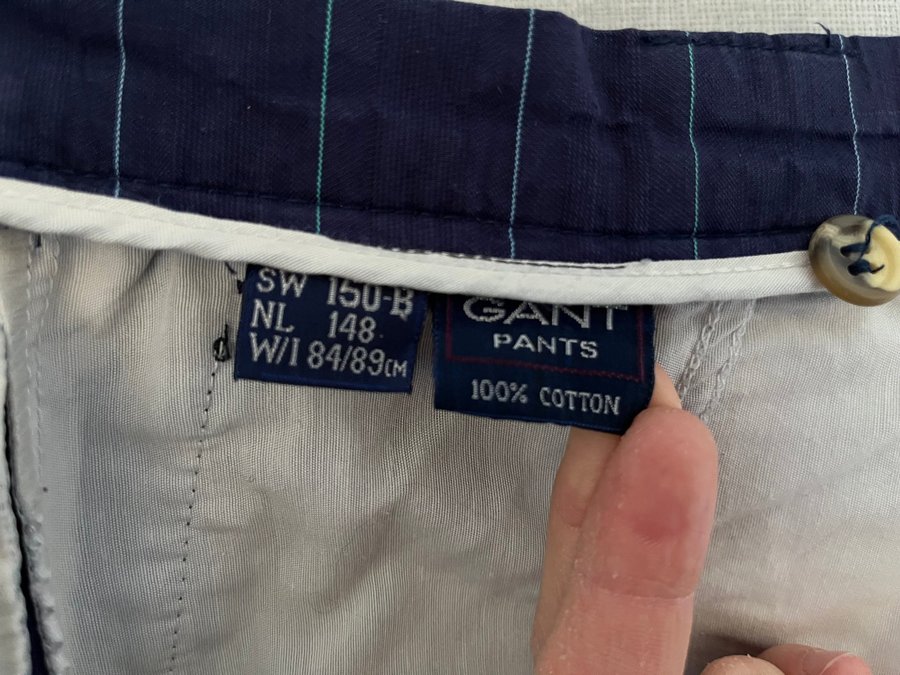 SW 150-B
NL 148
W/I 84/89CM
GANT
PANTS
100% COTTON